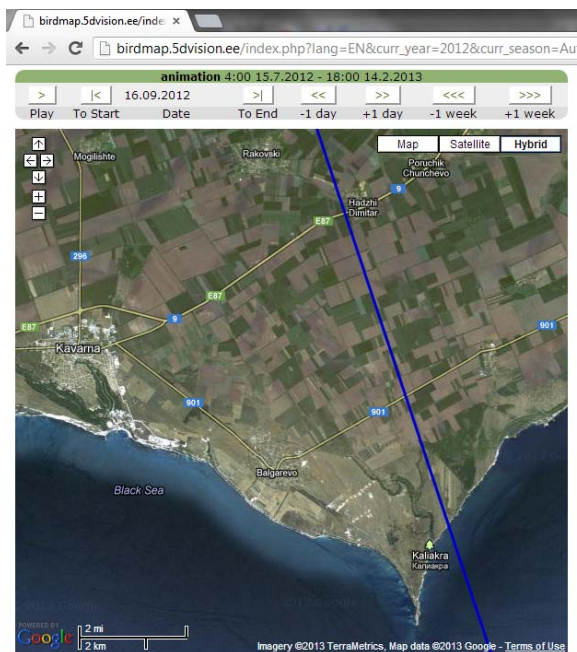 birdmap.5dvision.ee/inde
birdmap.5dvision.ee/index.php?lang=EN&curr_year=2012&curr_season=Au
animation 4:00 15.7.2012 - 18:00 14.2.2013
> |< 16.09.2012 >| << >> <<< >>>
Play To Start Date To End -1 day +1 day -1 week +1 week
Map Satellite Hybrid
Mogilishte
Rakovski
Poruchik
Chunchevo
9
Hadzhi
Dimitar
E87
296
E87
9
E87
901
Kavarna
901
901
Balgarevo
Black Sea
Kaliakra
Калиакра
POWERED BY
Google
2 mi
2 km
Imagery ©2013 TerraMetrics, Map data ©2013 Google - Terms of Use